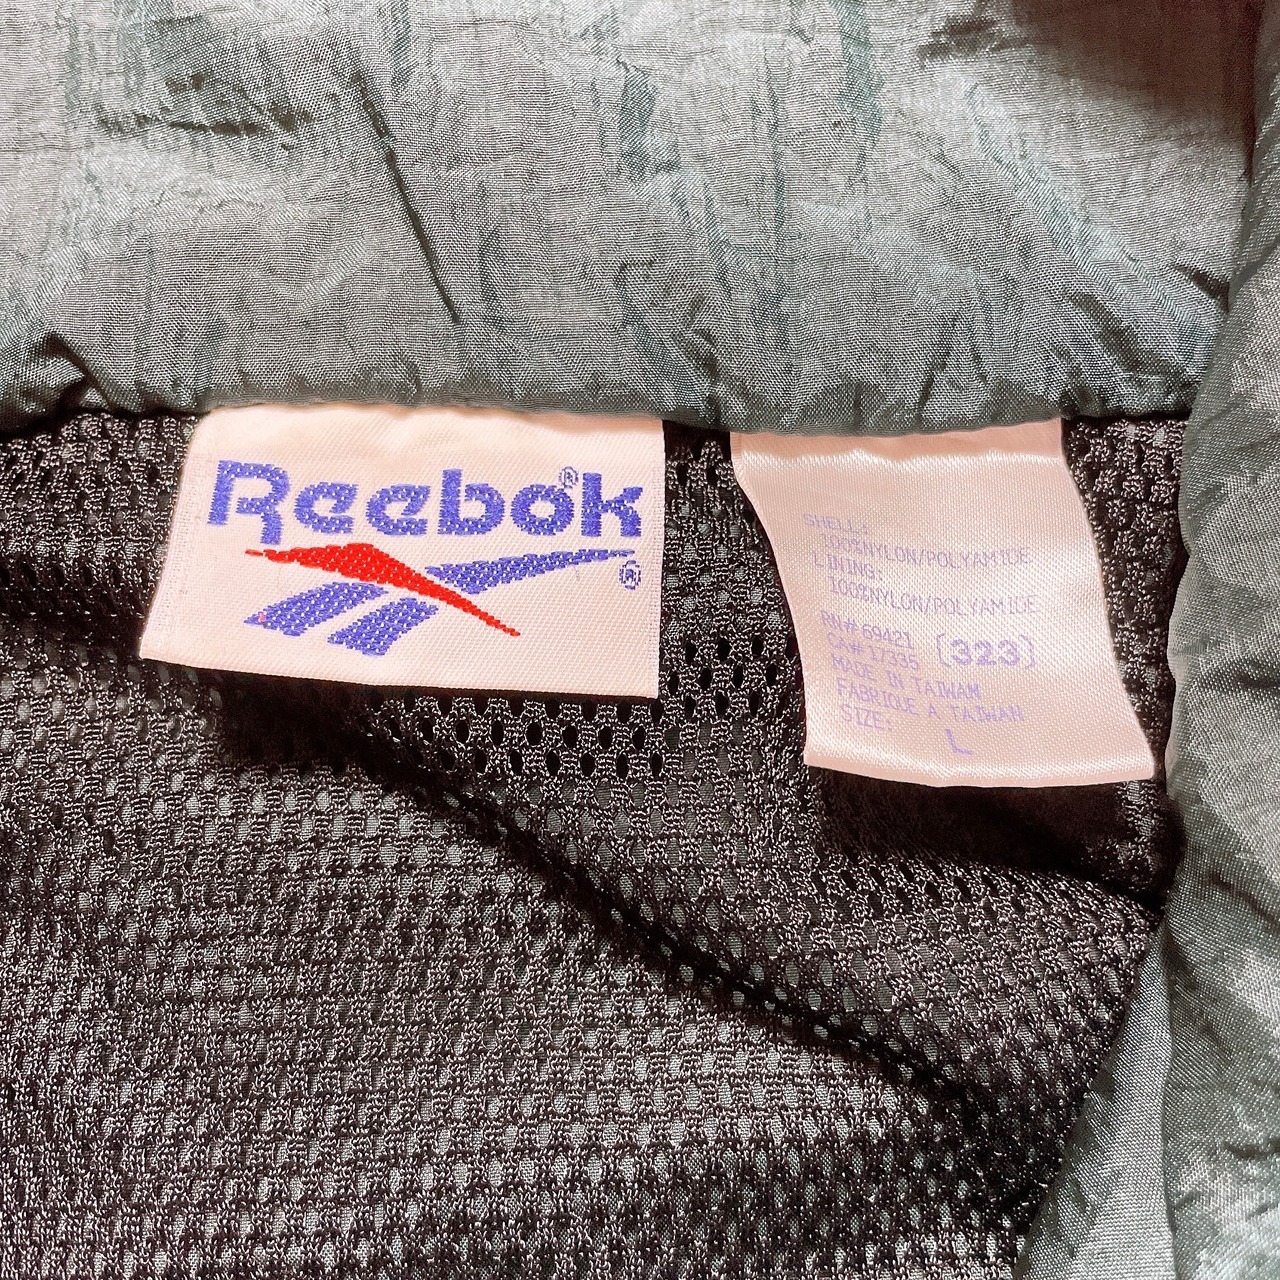 Reebok®
®
SHELL:
100%NYLON/POLYAMIDE
LINING:
100%NYLON/POLYAMIDE
RN# 69421
CA# 17335 (323)
MADE IN TAIWAN
FABRIQUE A TAIWAN
SIZE:
L